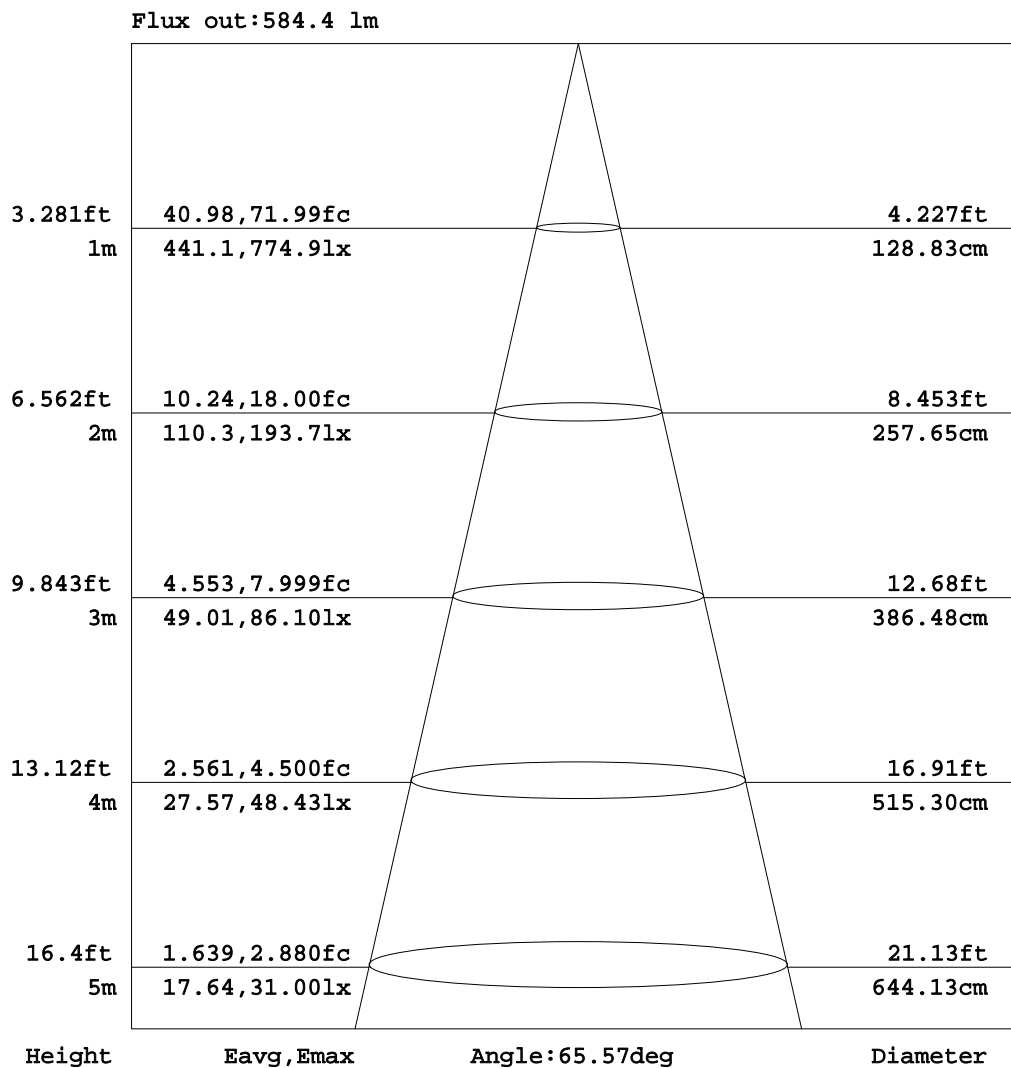 Flux out:584.4 lm
3.281ft 40.98,71.99fc 4.227ft
1m 441.1,774.9lx 128.83cm
6.562ft 10.24,18.00fc 8.453ft
2m 110.3,193.7lx 257.65cm
9.843ft 4.553,7.999fc 12.68ft
3m 49.01,86.10lx 386.48cm
13.12ft 2.561,4.500fc 16.91ft
4m 27.57,48.43lx 515.30cm
16.4ft 1.639,2.880fc 21.13ft
5m 17.64,31.00lx 644.13cm
Height Eavg,Emax Angle:65.57deg Diameter